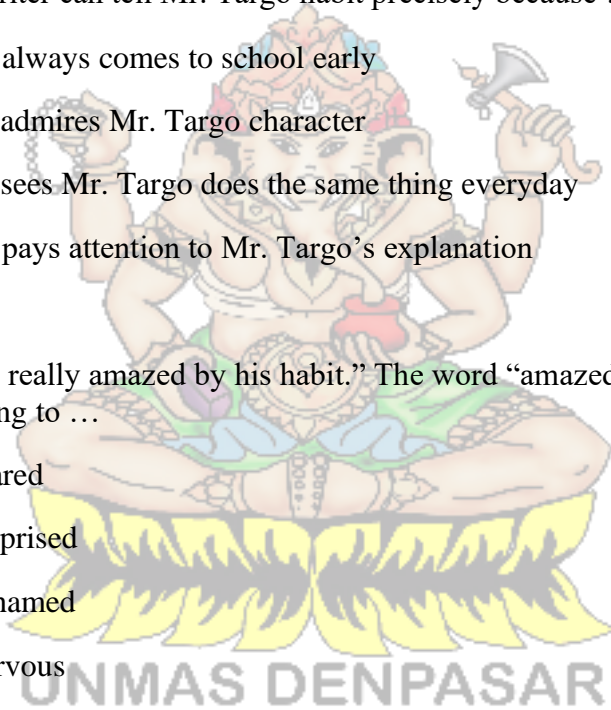 riter can tell Mr. Targo habit precisely because
always comes to school early
admires Mr. Targo character
sees Mr. Targo does the same thing everyday
pays attention to Mr. Targo's explanation
really amazed by his habit.” The word “amazed
ng to …
ared
prised
named
rvous
UNMAS DENPASAR